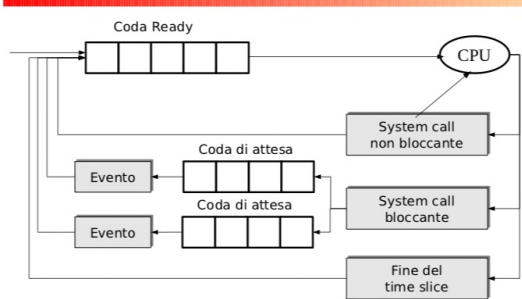 Coda Ready
CPU
System call
non bloccante
Coda di attesa
Evento
Coda di attesa
System call
bloccante
Evento
Fine del
time slice